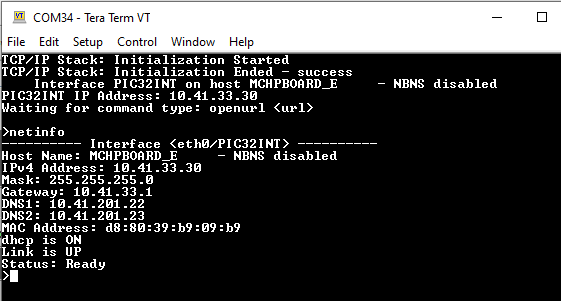 COM34 - Tera Term VT
File Edit Setup Control Window Help
TCP/IP Stack: Initialization Started
TCP/IP Stack: Initialization Ended - success
    Interface PIC32INT on host MCHPBOARD_E     - NBNS disabled
PIC32INT IP Address: 10.41.33.30
Waiting for command type: openurl <url>
>netinfo
---------- Interface <eth0/PIC32INT> ----------
Host Name: MCHPBOARD_E     - NBNS disabled
IPv4 Address: 10.41.33.30
Mask: 255.255.255.0
Gateway: 10.41.33.1
DNS1: 10.41.201.22
DNS2: 10.41.201.23
MAC Address: d8:80:39:b9:09:b9
dhcp is ON
Link is UP
Status: Ready
>